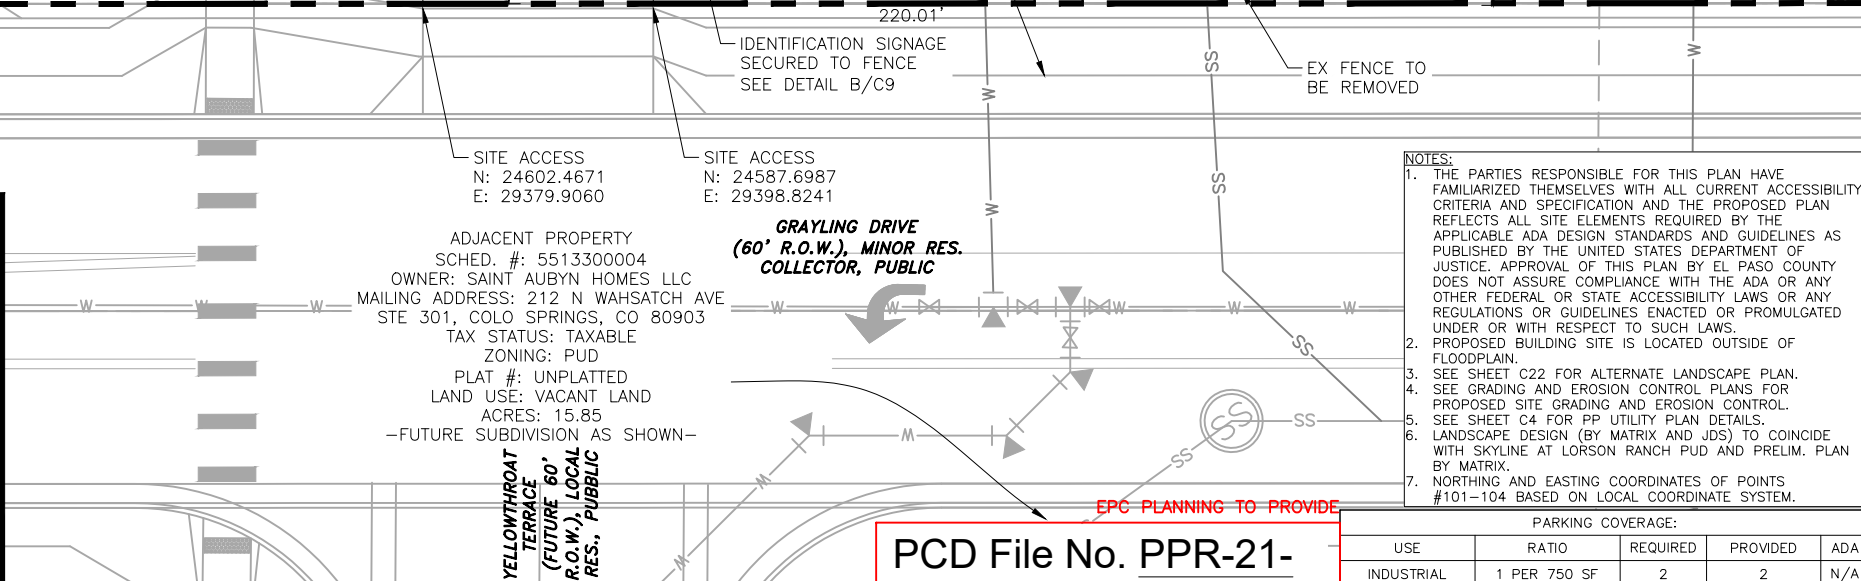 220.01'
IDENTIFICATION SIGNAGE
SECURED TO FENCE
SEE DETAIL B/C9
EX FENCE TO
BE REMOVED
SITE ACCESS
N: 24602.4671
E: 29379.9060
SITE ACCESS
N: 24587.6987
E: 29398.8241
GRAYLING DRIVE
(60' R.O.W.), MINOR RES.
COLLECTOR, PUBLIC
ADJACENT PROPERTY
SCHED. #: 5513300004
OWNER: SAINT AUBYN HOMES LLC
MAILING ADDRESS: 212 N WAHSATCH AVE
STE 301, COLO SPRINGS, CO 80903
TAX STATUS: TAXABLE
ZONING: PUD
PLAT #: UNPLATTED
LAND USE: VACANT LAND
ACRES: 15.85
-FUTURE SUBDIVISION AS SHOWN-
YELLOWTHROAT
TERRACE
(FUTURE 60'
R.O.W.), LOCAL
RES., PUBBLIC
W
W
W
W
W
W
W
W
W
W
W
W
W
SS
SS
SS
SS
SS
SS
NOTES:
1. THE PARTIES RESPONSIBLE FOR THIS PLAN HAVE
FAMILIARIZED THEMSELVES WITH ALL CURRENT ACCESSIBILITY
CRITERIA AND SPECIFICATION AND THE PROPOSED PLAN
REFLECTS ALL SITE ELEMENTS REQUIRED BY THE
APPLICABLE ADA DESIGN STANDARDS AND GUIDELINES AS
PUBLISHED BY THE UNITED STATES DEPARTMENT OF
JUSTICE. APPROVAL OF THIS PLAN BY EL PASO COUNTY
DOES NOT ASSURE COMPLIANCE WITH THE ADA OR ANY
OTHER FEDERAL OR STATE ACCESSIBILITY LAWS OR ANY
REGULATIONS OR GUIDELINES ENACTED OR PROMULGATED
UNDER OR WITH RESPECT TO SUCH LAWS.
2. PROPOSED BUILDING SITE IS LOCATED OUTSIDE OF
FLOODPLAIN.
3. SEE SHEET C22 FOR ALTERNATE LANDSCAPE PLAN.
4. SEE GRADING AND EROSION CONTROL PLANS FOR
PROPOSED SITE GRADING AND EROSION CONTROL.
5. SEE SHEET C4 FOR PP UTILITY PLAN DETAILS.
6. LANDSCAPE DESIGN (BY MATRIX AND JDS) TO COINCIDE
WITH SKYLINE AT LORSON RANCH PUD AND PRELIM. PLAN
BY MATRIX.
7. NORTHING AND EASTING COORDINATES OF POINTS
#101-104 BASED ON LOCAL COORDINATE SYSTEM.
EPC PLANNING TO PROVIDE
PCD File No. PPR-21-
PARKING COVERAGE:
USE RATIO REQUIRED PROVIDED ADA
INDUSTRIAL 1 PER 750 SF 2 2 N/A